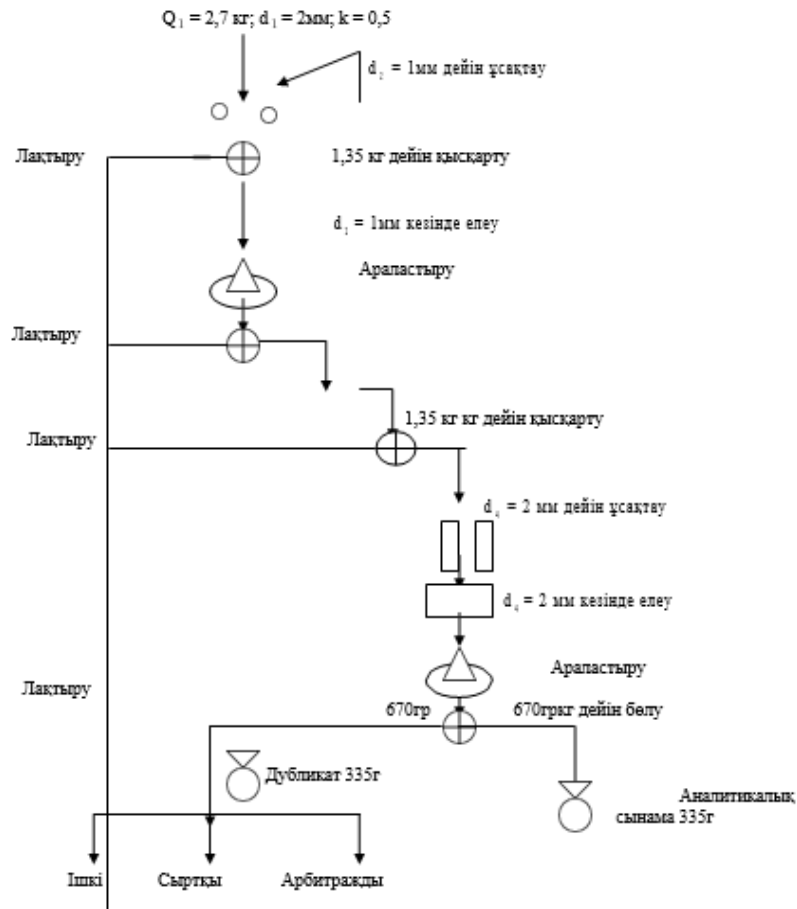 Q₁ = 2,7 кг; d₁ = 2мм; k = 0,5
d₂ = 1мм дейін ұсақтау
Лақтыру
1,35 кг дейін қысқарту
d₁ = 1мм кезінде елеу
Араластыру
Лақтыру
1,35 кг кг дейін қысқарту
Лақтыру
d₄ = 2 мм дейін ұсақтау
d₄ = 2 мм кезінде елеу
Араластыру
Лақтыру
670гр
670гркг дейін бөлу
Дубликат 335г
Аналитикалық
сынама 335г
Ішкі
Сыртқы
Арбитражды